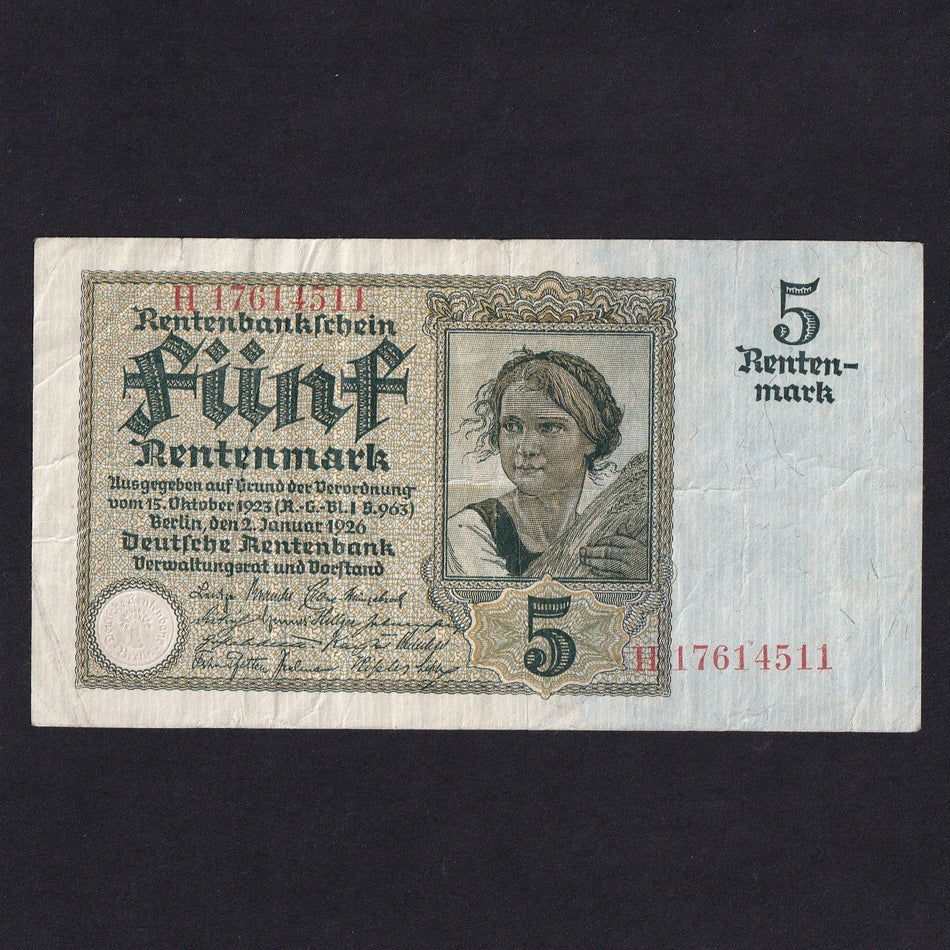 H 17614511
Rentenbankſchein
Fünf
Rentenmark
Ausgegeben auf Grund der Verordnung
vom 15. Oktober 1923 (R.-G.-Bl. I S. 963)
Berlin, den 2. Januar 1926
Deutſche Rentenbank
Verwaltungsrat und Vorſtand
5
5
Renten-
mark
H 17614511